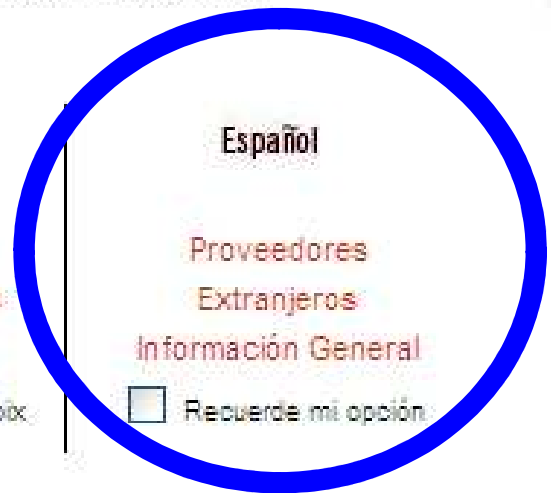 Español
Proveedores
Extranjeros
Información General
Recuerde mi opción